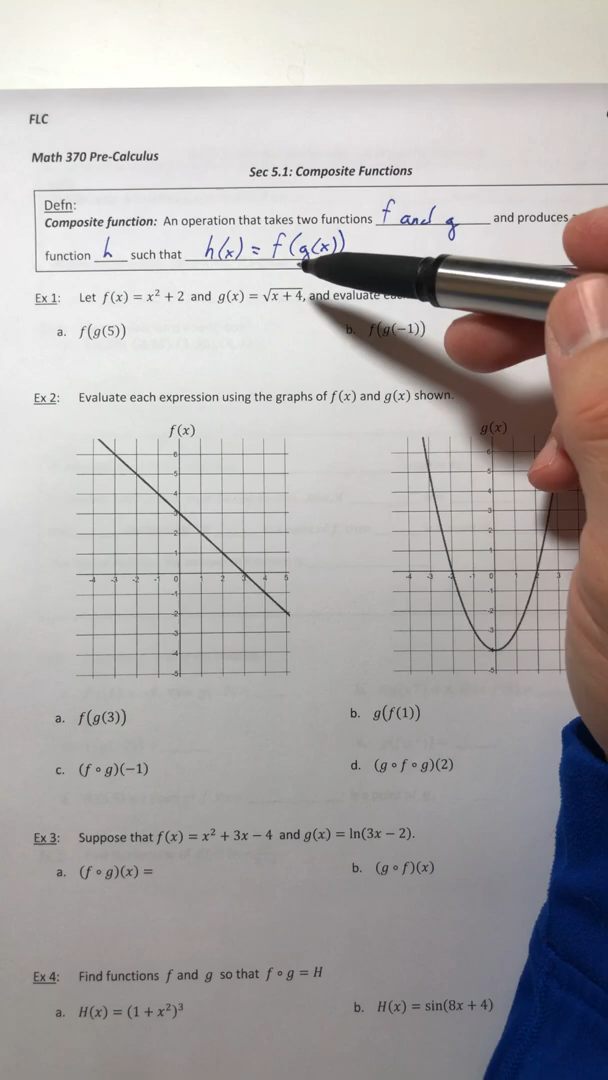 FLC
Math 370 Pre-Calculus
Sec 5.1: Composite Functions
Defn:
Composite function: An operation that takes two functions f and g and produces
function h such that h(x) = f(g(x))
Ex 1: Let f(x) = x² + 2 and g(x) = √(x + 4), and evaluate
a. f(g(5))
b. f(g(−1))
Ex 2: Evaluate each expression using the graphs of f(x) and g(x) shown.
f(x)
g(x)
a. f(g(3))
b. g(f(1))
c. (f ∘ g)(−1)
d. (g ∘ f ∘ g)(2)
Ex 3: Suppose that f(x) = x² + 3x − 4 and g(x) = ln(3x − 2).
a. (f ∘ g)(x) =
b. (g ∘ f)(x)
Ex 4: Find functions f and g so that f ∘ g = H
a. H(x) = (1 + x²)³
b. H(x) = sin(8x + 4)